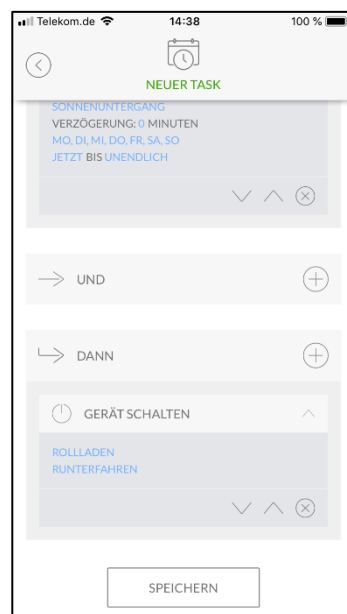 Telekom.de 14:38 100 %
NEUER TASK
SONNENUNTERGANG
VERZÖGERUNG: 0 MINUTEN
MO, DI, MI, DO, FR, SA, SO
JETZT BIS UNENDLICH
UND
DANN
GERÄT SCHALTEN
ROLLLADEN
RUNTERFAHREN
SPEICHERN